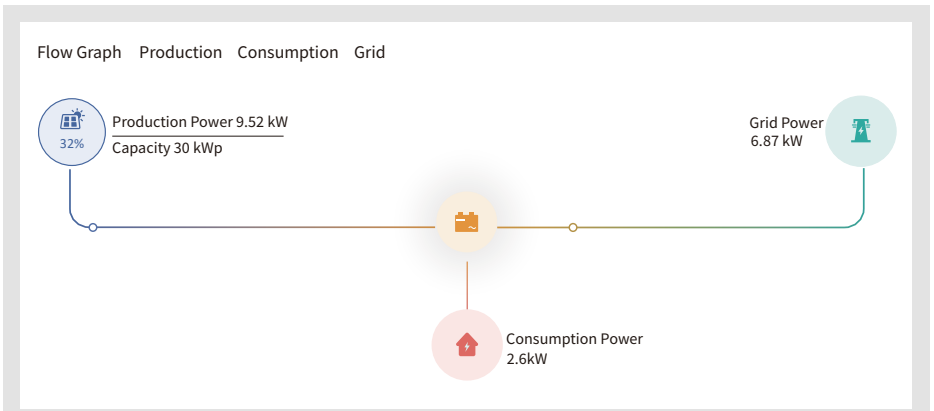 Flow Graph Production Consumption Grid
32%
Production Power 9.52 kW
Capacity 30 kWp
Grid Power
6.87 kW
Consumption Power
2.6kW